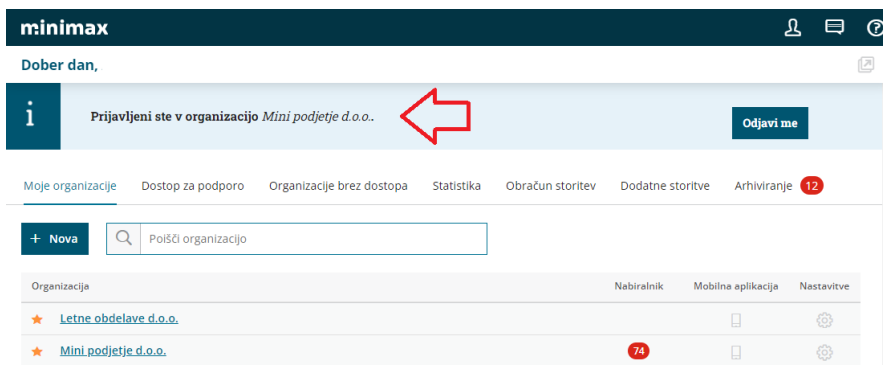 minimax
Dober dan,
i
Prijavljeni ste v organizacijo Mini podjetje d.o.o..
Odjavi me
Moje organizacije Dostop za podporo Organizacije brez dostopa Statistika Obračun storitev Dodatne storitve Arhiviranje 12
+ Nova Poišči organizacijo
Organizacija Nabiralnik Mobilna aplikacija Nastavitve
Letne obdelave d.o.o.
Mini podjetje d.o.o. 74